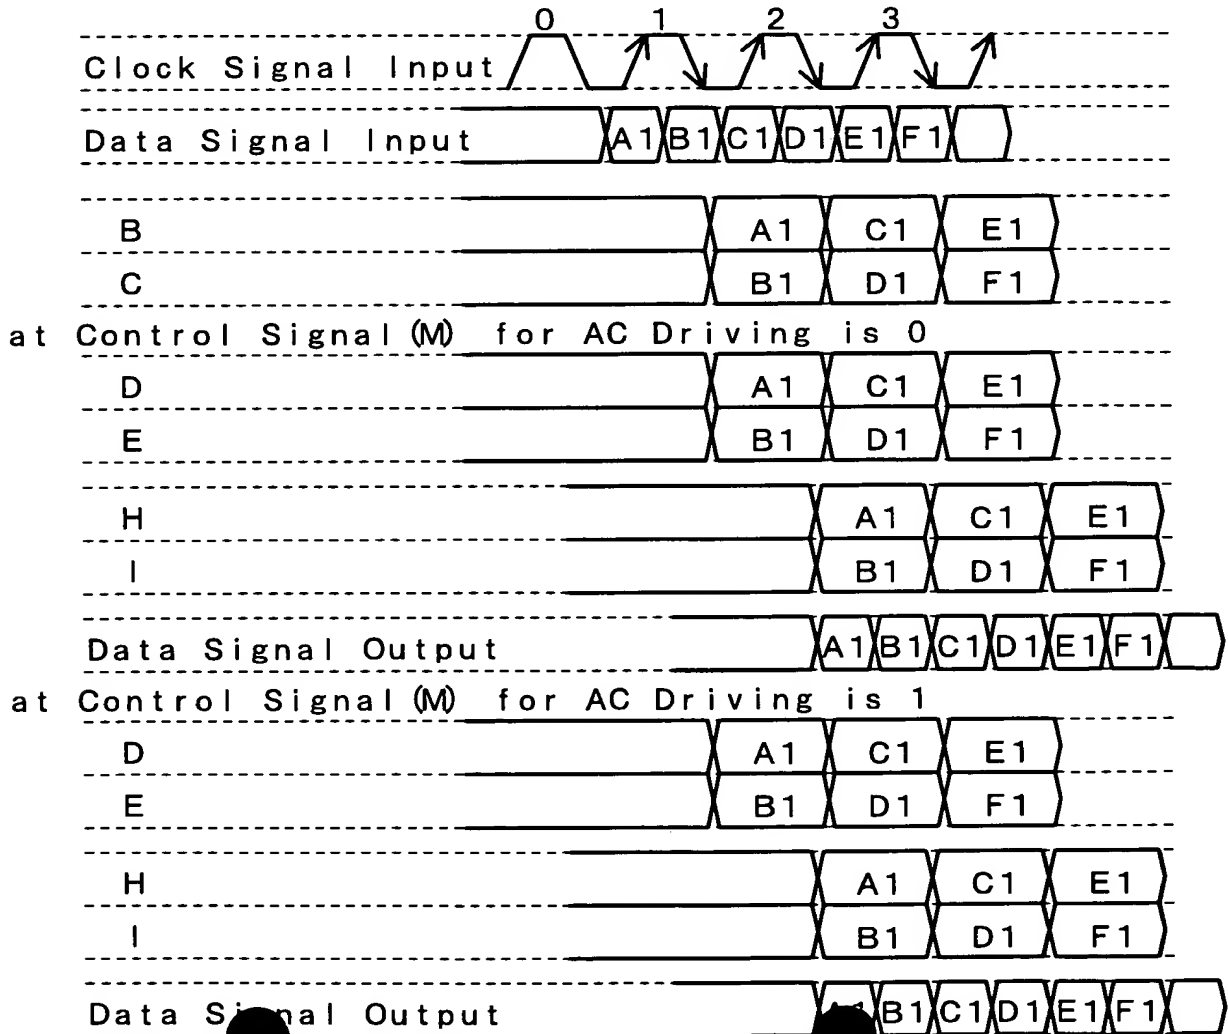 0 1 2 3
Clock Signal Input
Data Signal Input A1 B1 C1 D1 E1 F1
B A1 C1 E1
C B1 D1 F1
at Control Signal(M) for AC Driving is 0
D A1 C1 E1
E B1 D1 F1
H A1 C1 E1
I B1 D1 F1
Data Signal Output A1 B1 C1 D1 E1 F1
at Control Signal(M) for AC Driving is 1
D A1 C1 E1
E B1 D1 F1
H A1 C1 E1
I B1 D1 F1
Data Output B1 C1 D1 E1 F1